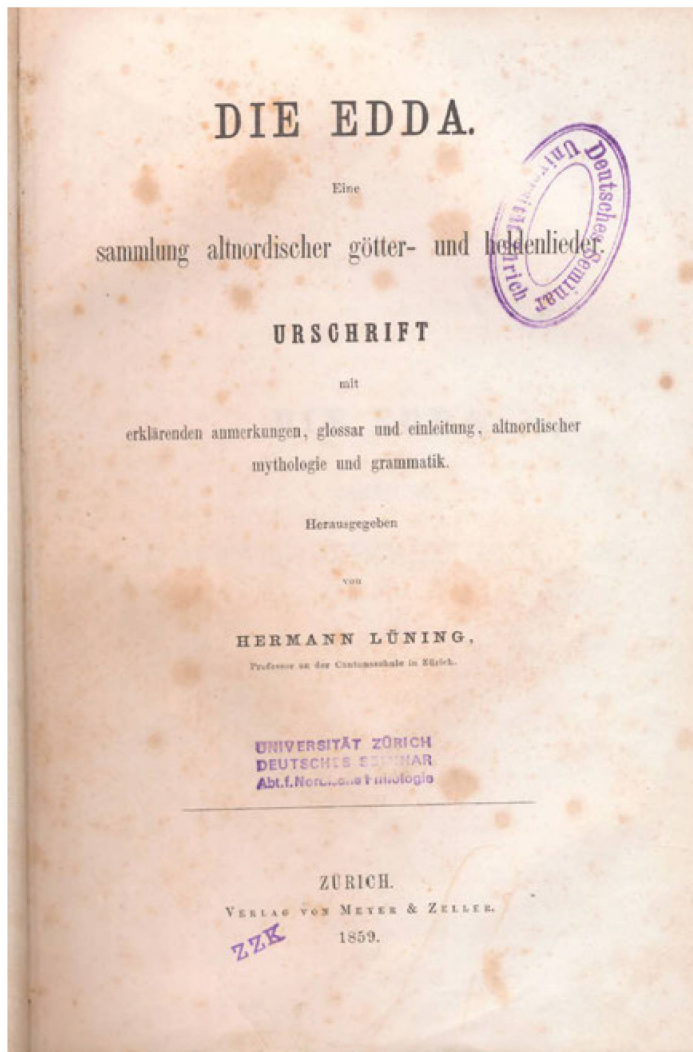 DIE EDDA.
Eine
sammlung altnordischer götter- und heldenlieder.
URSCHRIFT
mit
erklärenden anmerkungen, glossar und einleitung, altnordischer
mythologie und grammatik.
Herausgegeben
von
HERMANN LÜNING,
Professor an der Cantonsschule in Zürich.
UNIVERSITÄT ZÜRICH
DEUTSCHES SEMINAR
Abt.f.Nordische Philologie
ZÜRICH.
VERLAG VON MEYER & ZELLER.
1859.
ZZK
Deutsches Seminar
Universität Zürich